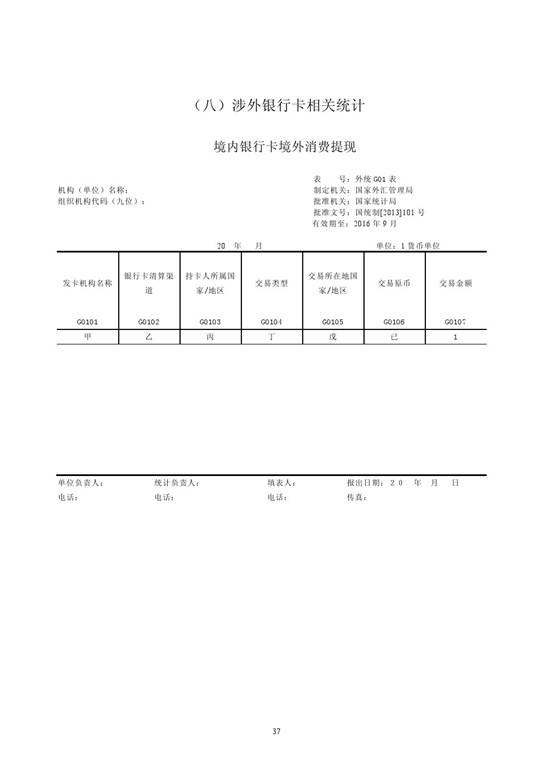 （八）涉外银行卡相关统计
境内银行卡境外消费提现
表 号：外统 G01 表
机构（单位）名称： 制定机关：国家外汇管理局
组织机构代码（九位）： 批准机关：国家统计局
批准文号：国统制[2013]101 号
有效期至：2016 年 9 月
20 年 月 单位：1 货币单位
发卡机构名称 银行卡清算渠道 持卡人所属国家/地区 交易类型 交易所在地国家/地区 交易原币 交易金额
G0101 G0102 G0103 G0104 G0105 G0106 G0107
甲 乙 丙 丁 戊 己 1
单位负责人： 统计负责人： 填表人： 报出日期：２０ 年 月 日
电话： 电话： 电话： 传真：
37